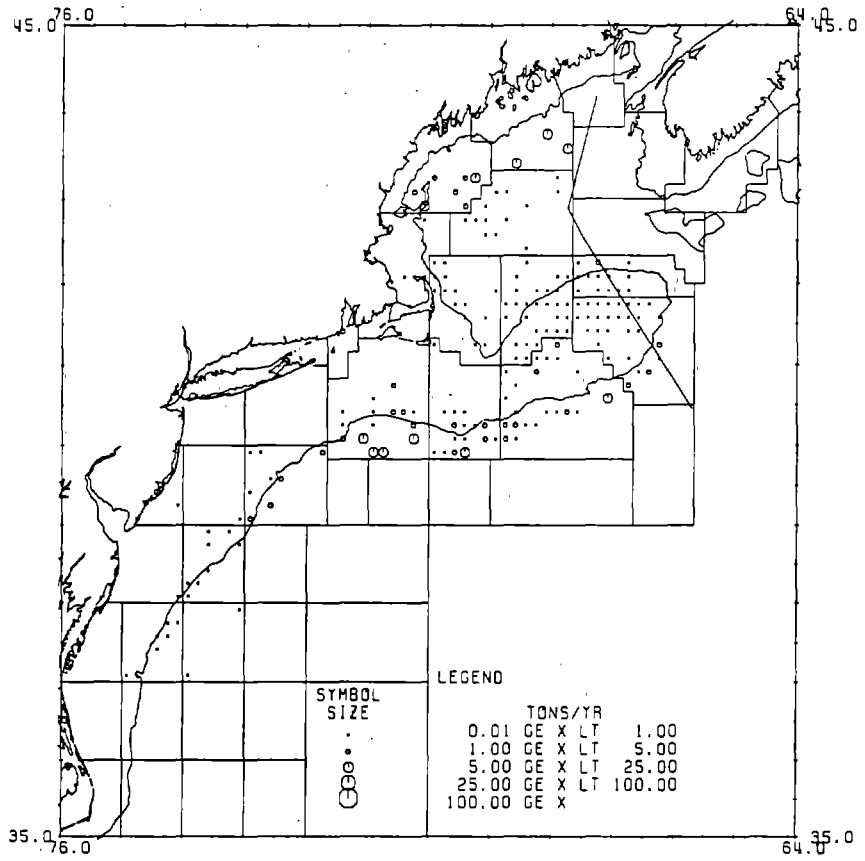 76.0 64.0
45.0 45.0
LEGEND
SYMBOL
SIZE
TONS/YR
0.01 GE X LT 1.00
1.00 GE X LT 5.00
5.00 GE X LT 25.00
25.00 GE X LT 100.00
100.00 GE X
35.0 35.0
76.0 64.0